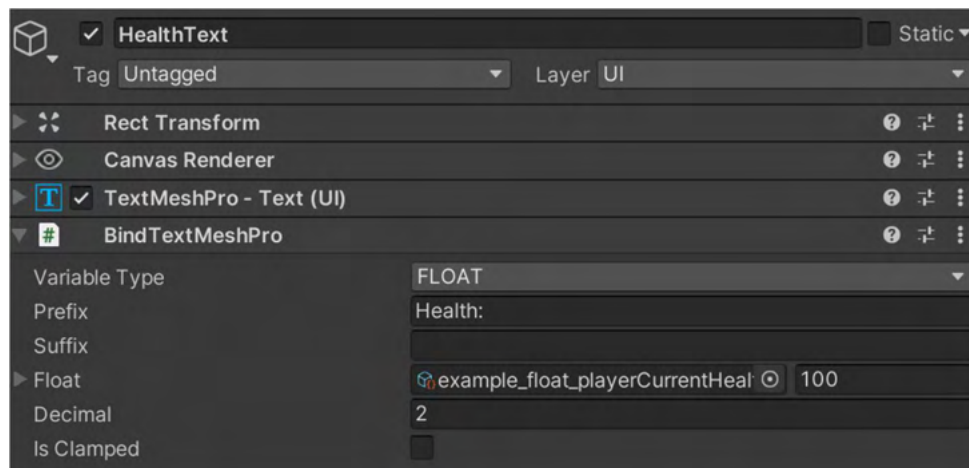 HealthText Static
Tag Untagged Layer UI
Rect Transform
Canvas Renderer
T TextMeshPro - Text (UI)
# BindTextMeshPro
Variable Type FLOAT
Prefix Health:
Suffix
Float example_float_playerCurrentHeal 100
Decimal 2
Is Clamped